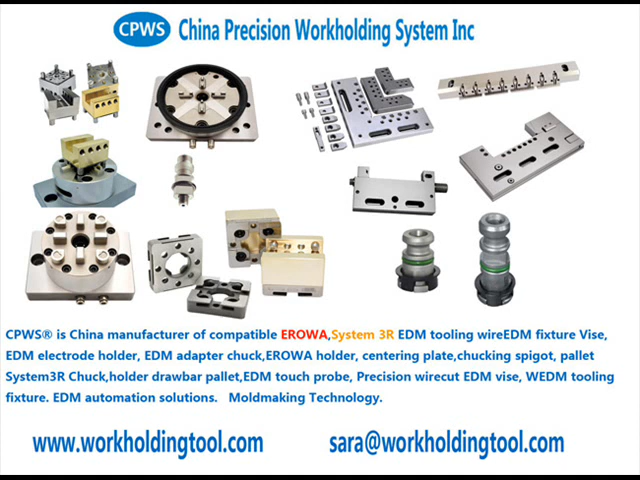 CPWS China Precision Workholding System Inc
CPWS® is China manufacturer of compatible EROWA,System 3R EDM tooling wireEDM fixture Vise,
EDM electrode holder, EDM adapter chuck,EROWA holder, centering plate,chucking spigot, pallet
System3R Chuck,holder drawbar pallet,EDM touch probe, Precision wirecut EDM vise, WEDM tooling
fixture. EDM automation solutions. Moldmaking Technology.
www.workholdingtool.com sara@workholdingtool.com